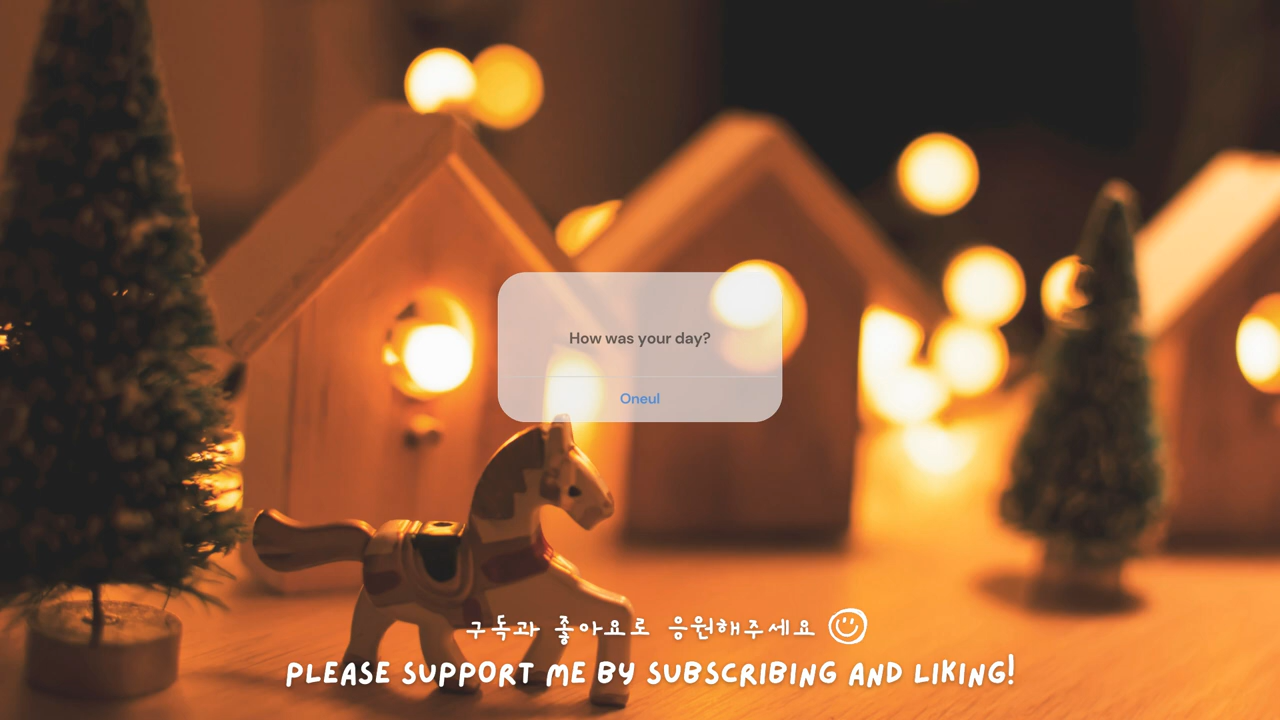 How was your day?
Oneul
구독과 좋아요로 응원해주세요
PLEASE SUPPORT ME BY SUBSCRIBING AND LIKING!